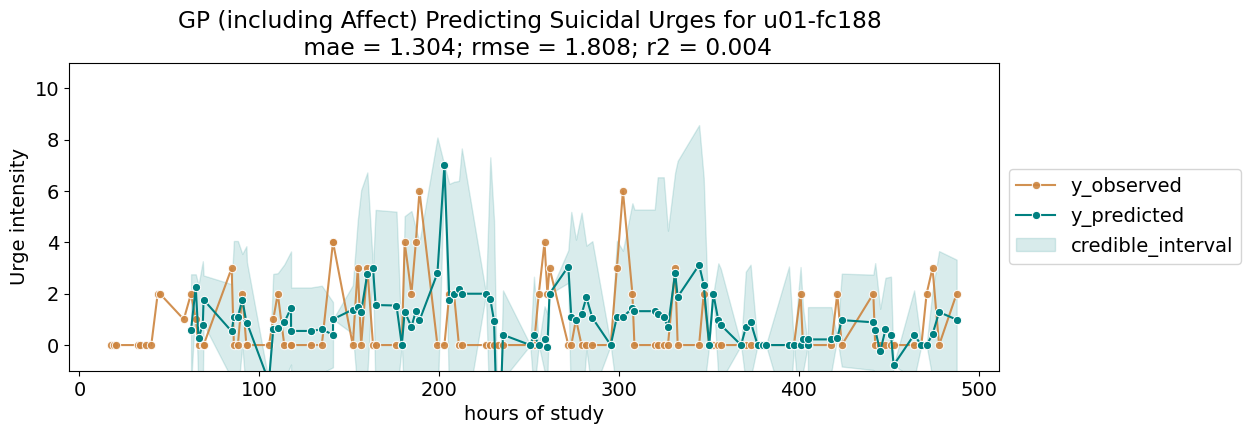 GP (including Affect) Predicting Suicidal Urges for u01-fc188
mae = 1.304; rmse = 1.808; r2 = 0.004
Urge intensity
10
8
6
4
2
0
0 100 200 300 400 500
hours of study
y_observed
y_predicted
credible_interval